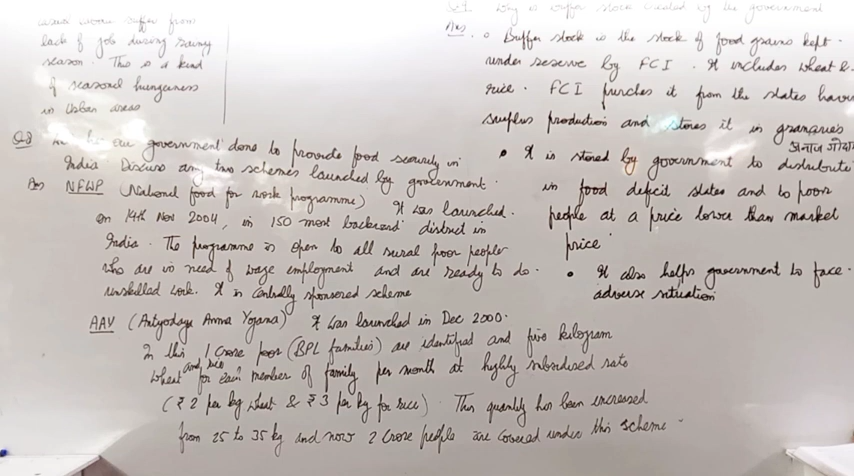 lack of job during rainy
season. This is a kind
of seasonal hungriness
in Urban areas
Q3 government done to provide food security in
India Discuss any two schemes launched by government.
Ans NFWP (National food for work programme) It was launched.
on 14th Nov 2004, in 150 most backward district in
India. The programme is open to all rural poor people
who are in need of wage employment and are ready to do.
unskilled work. It is centrally sponsored scheme
AAY (Antyodaya Anna Yojana) It was launched in Dec 2000.
In this 1 crore poor (BPL families) are identified and five kilogram
wheat and rice for each member of family per month at highly subsidised rate
(₹ 2 per kg wheat & ₹ 3 per kg for rice). This quantity has been increased
from 25 to 35 kg and now 2 crore people are covered under this scheme
Why is buffer stock created by the government
Ans. Buffer stock is the stock of food grains kept.
under reserve by FCI. It includes wheat &
rice. FCI purches it from the states having
surplus production and stores it in granaries
अनाज
• It is stored by government to distribute
in food deficit states and to poor
people at a price lower than market
price
• It also helps government to face.
adverse situation